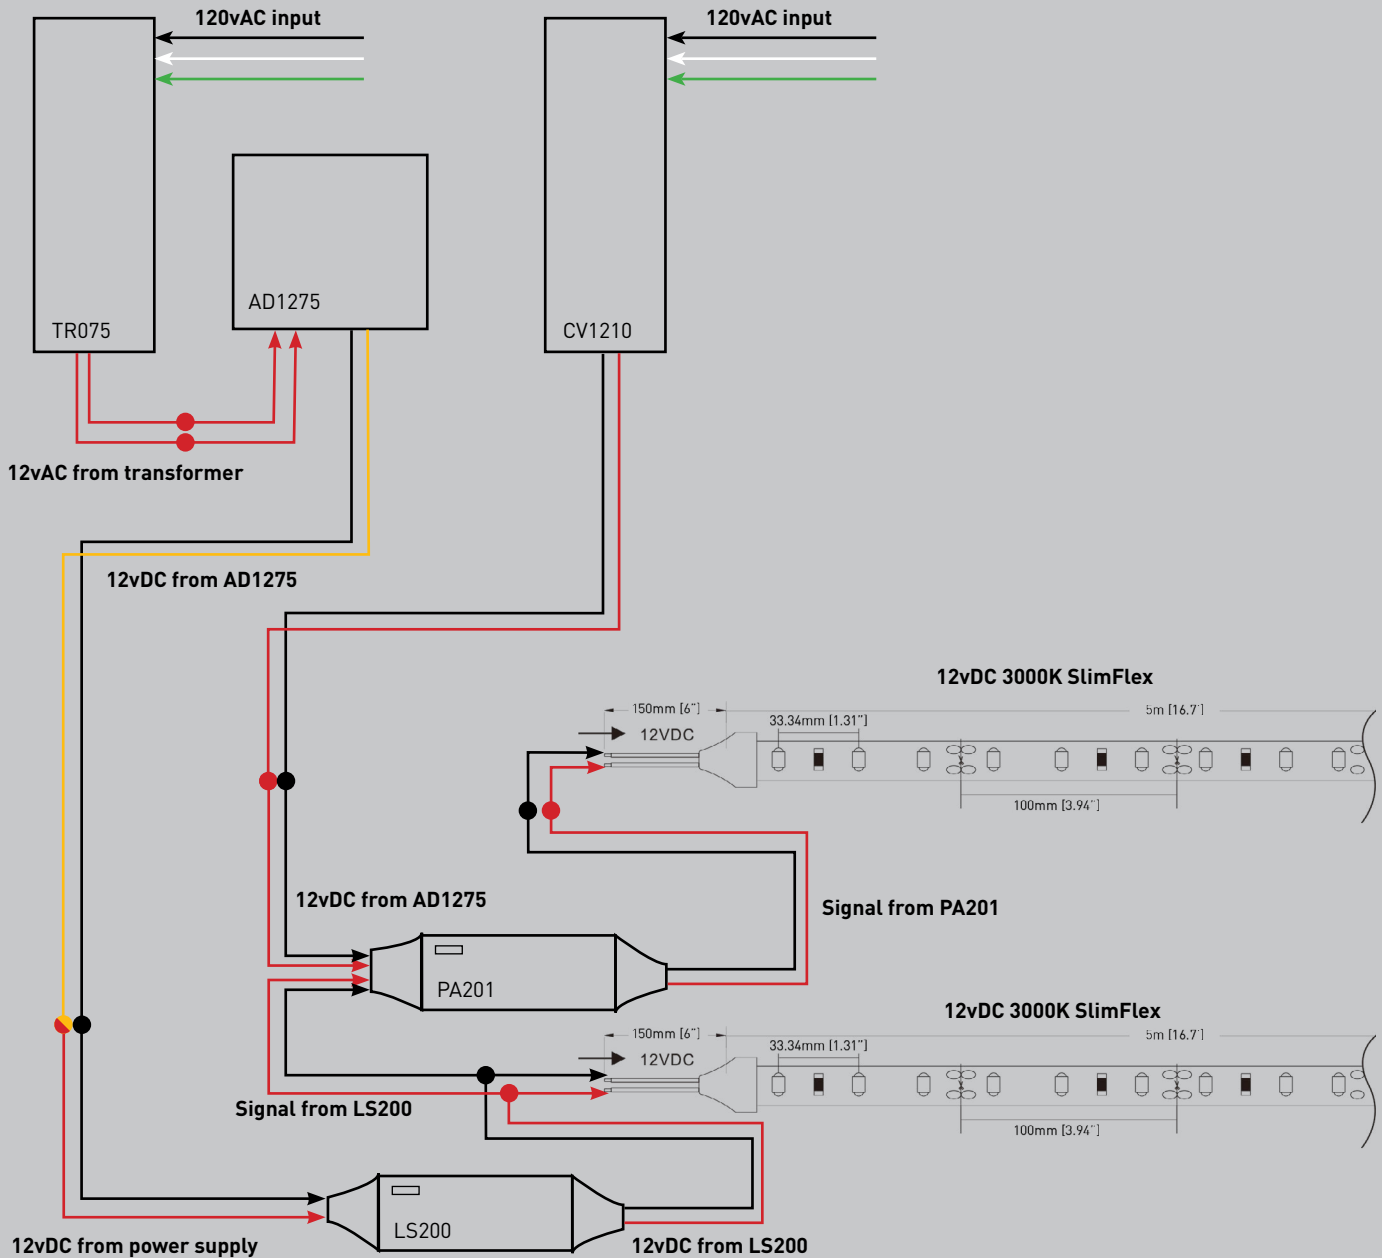 120vAC input
120vAC input
AD1275
TR075
CV1210
12vAC from transformer
12vDC from AD1275
12vDC 3000K SlimFlex
150mm [6"]
5m [16.7']
33.34mm [1.31"]
12VDC
100mm [3.94"]
12vDC from AD1275
Signal from PA201
PA201
12vDC 3000K SlimFlex
150mm [6"]
5m [16.7']
33.34mm [1.31"]
12VDC
Signal from LS200
100mm [3.94"]
LS200
12vDC from power supply
12vDC from LS200